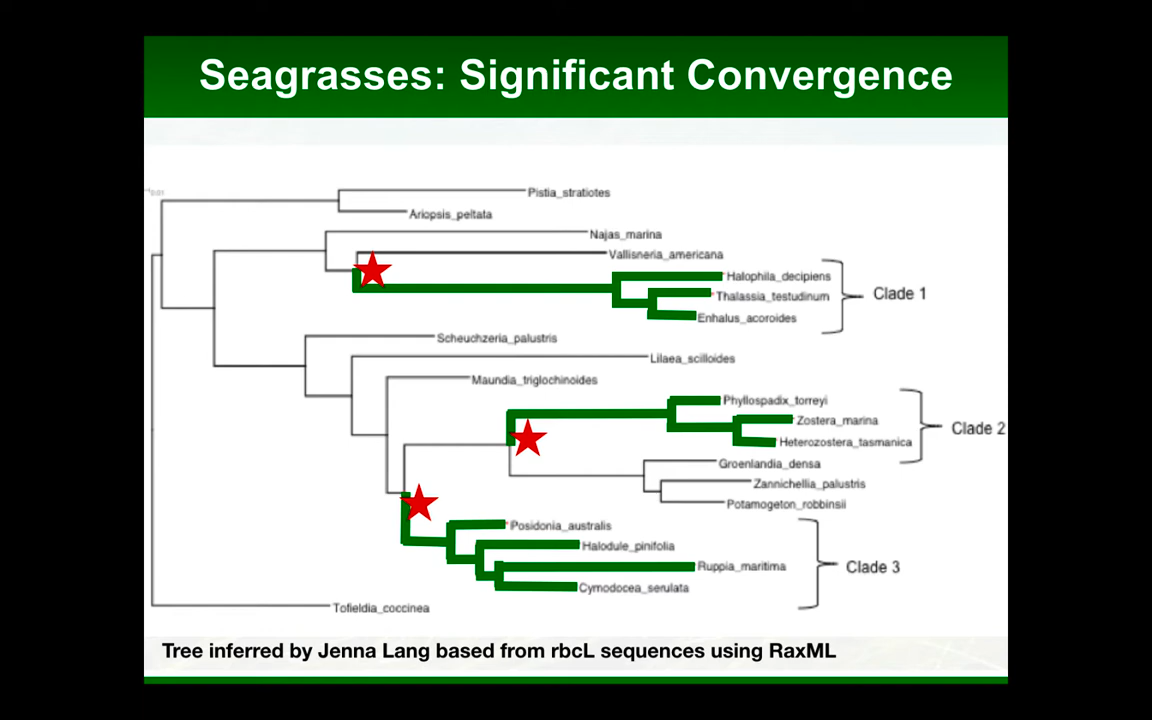 Seagrasses: Significant Convergence
0.01
Pistia_stratiotes
Ariopsis_peltata
Najas_marina
Vallisneria_americana
Halophila_decipiens
Thalassia_testudinum
Clade 1
Enhalus_acoroides
Scheuchzeria_palustris
Lilaea_scilloides
Maundia_triglochinoides
Phyllospadix_torreyi
Zostera_marina
Clade 2
Heterozostera_tasmanica
Groenlandia_densa
Zannichellia_palustris
Potamogeton_robbinsii
Posidonia_australis
Halodule_pinifolia
Ruppia_maritima
Clade 3
Cymodocea_serulata
Tofieldia_coccinea
Tree inferred by Jenna Lang based from rbcL sequences using RaxML